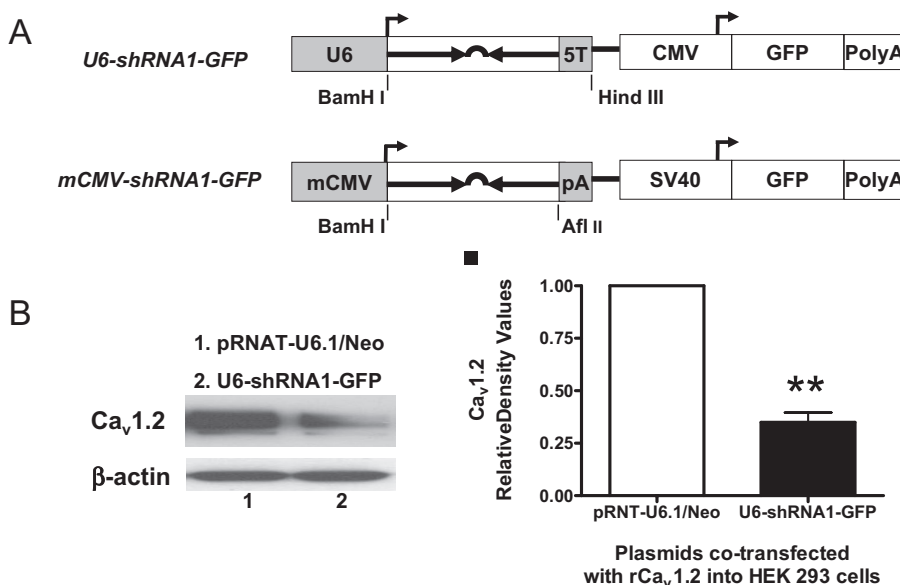 A
U6-shRNA1-GFP
U6
5T
CMV
GFP
PolyA
BamH I
Hind III
mCMV-shRNA1-GFP
mCMV
pA
SV40
GFP
PolyA
BamH I
Afl II
B
1. pRNAT-U6.1/Neo
2. U6-shRNA1-GFP
Cav1.2
β-actin
1 2
Cav1.2
RelativeDensity Values
1.00
0.75
0.50
0.25
0.00
**
pRNT-U6.1/Neo
U6-shRNA1-GFP
Plasmids co-transfected
with rCav1.2 into HEK 293 cells